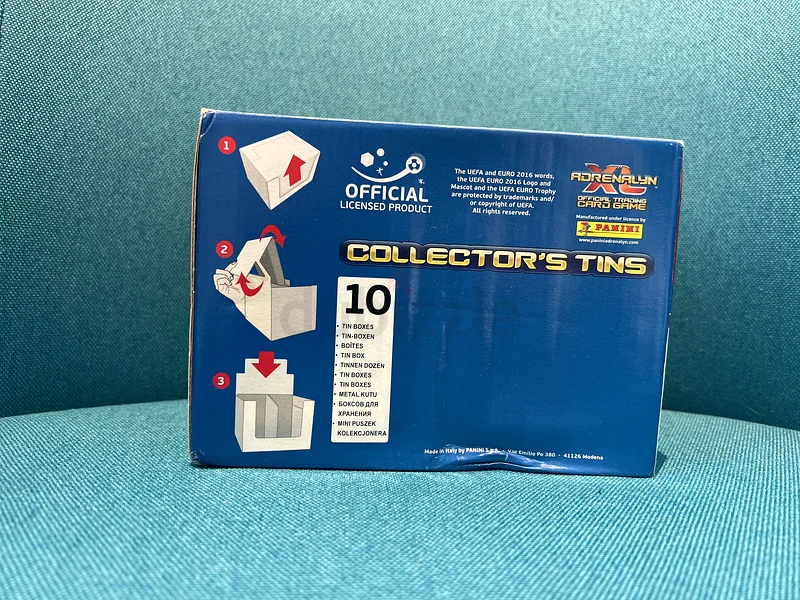 1
2
3
OFFICIAL
LICENSED PRODUCT
The UEFA and EURO 2016 words,
the UEFA EURO 2016 Logo and
Mascot and the UEFA EURO Trophy
are protected by trademarks and/
or copyright of UEFA.
All rights reserved.
ADRENALYN
XL
OFFICIAL TRADING
CARD GAME
Manufactured under licence by
PANINI
www.paniniadrenalyn.com
COLLECTOR'S TINS
10
• TIN BOXES
• TIN-BOXEN
• BOÎTES
• TIN BOX
• TINNEN DOZEN
• TIN BOXES
• TIN BOXES
• METAL KUTU
• БОКСОВ ДЛЯ
ХРАНЕНИЯ
• MINI PUSZEK
KOLEKCJONERA
Made in Italy by PANINI S.p.A. - V.le Emilio Po 380 - 41126 Modena